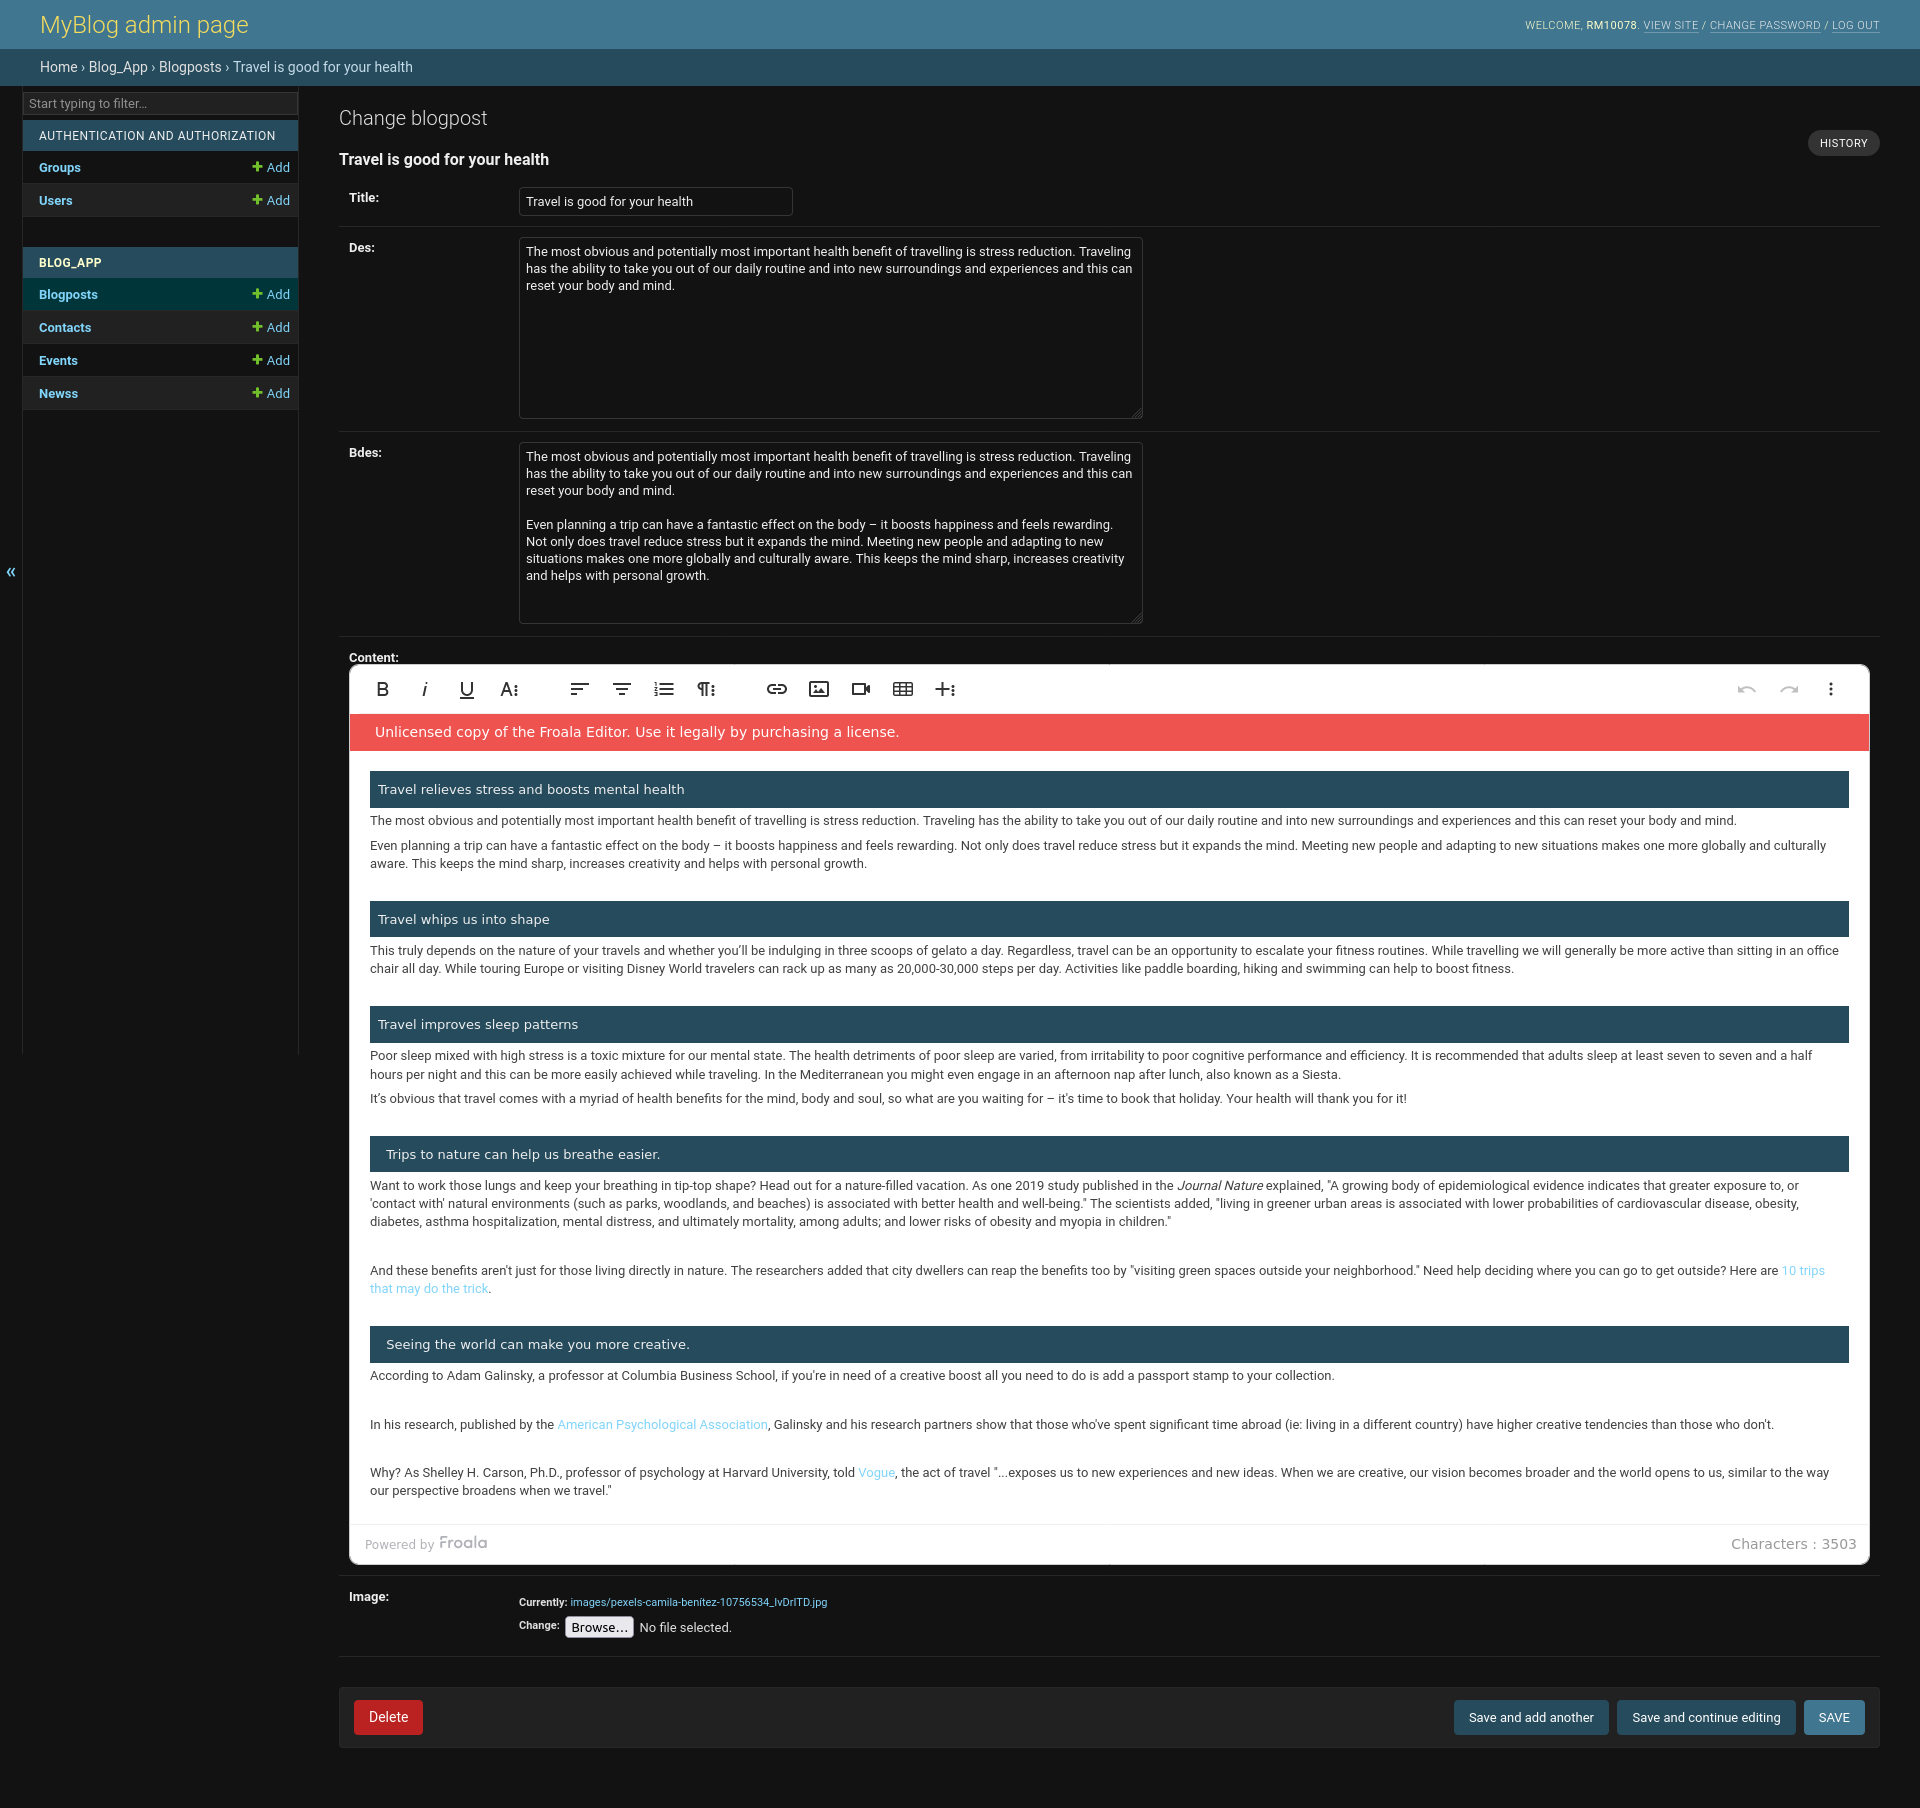 MyBlog admin page
WELCOME, RM10078. VIEW SITE / CHANGE PASSWORD / LOG OUT
Home › Blog_App › Blogposts › Travel is good for your health
Start typing to filter…
AUTHENTICATION AND AUTHORIZATION
Groups Add
Users Add
BLOG_APP
Blogposts Add
Contacts Add
Events Add
Newss Add
«
Change blogpost
HISTORY
Travel is good for your health
Title: Travel is good for your health
Des: The most obvious and potentially most important health benefit of travelling is stress reduction. Traveling
has the ability to take you out of our daily routine and into new surroundings and experiences and this can
reset your body and mind.
Bdes: The most obvious and potentially most important health benefit of travelling is stress reduction. Traveling
has the ability to take you out of our daily routine and into new surroundings and experiences and this can
reset your body and mind.
Even planning a trip can have a fantastic effect on the body – it boosts happiness and feels rewarding.
Not only does travel reduce stress but it expands the mind. Meeting new people and adapting to new
situations makes one more globally and culturally aware. This keeps the mind sharp, increases creativity
and helps with personal growth.
Content:
Unlicensed copy of the Froala Editor. Use it legally by purchasing a license.
Travel relieves stress and boosts mental health
The most obvious and potentially most important health benefit of travelling is stress reduction. Traveling has the ability to take you out of our daily routine and into new surroundings and experiences and this can reset your body and mind.
Even planning a trip can have a fantastic effect on the body – it boosts happiness and feels rewarding. Not only does travel reduce stress but it expands the mind. Meeting new people and adapting to new situations makes one more globally and culturally
aware. This keeps the mind sharp, increases creativity and helps with personal growth.
Travel whips us into shape
This truly depends on the nature of your travels and whether you’ll be indulging in three scoops of gelato a day. Regardless, travel can be an opportunity to escalate your fitness routines. While travelling we will generally be more active than sitting in an office
chair all day. While touring Europe or visiting Disney World travelers can rack up as many as 20,000-30,000 steps per day. Activities like paddle boarding, hiking and swimming can help to boost fitness.
Travel improves sleep patterns
Poor sleep mixed with high stress is a toxic mixture for our mental state. The health detriments of poor sleep are varied, from irritability to poor cognitive performance and efficiency. It is recommended that adults sleep at least seven to seven and a half
hours per night and this can be more easily achieved while traveling. In the Mediterranean you might even engage in an afternoon nap after lunch, also known as a Siesta.
It’s obvious that travel comes with a myriad of health benefits for the mind, body and soul, so what are you waiting for – it's time to book that holiday. Your health will thank you for it!
Trips to nature can help us breathe easier.
Want to work those lungs and keep your breathing in tip-top shape? Head out for a nature-filled vacation. As one 2019 study published in the Journal Nature explained, "A growing body of epidemiological evidence indicates that greater exposure to, or
'contact with' natural environments (such as parks, woodlands, and beaches) is associated with better health and well-being." The scientists added, "living in greener urban areas is associated with lower probabilities of cardiovascular disease, obesity,
diabetes, asthma hospitalization, mental distress, and ultimately mortality, among adults; and lower risks of obesity and myopia in children."
And these benefits aren't just for those living directly in nature. The researchers added that city dwellers can reap the benefits too by "visiting green spaces outside your neighborhood." Need help deciding where you can go to get outside? Here are 10 trips
that may do the trick.
Seeing the world can make you more creative.
According to Adam Galinsky, a professor at Columbia Business School, if you're in need of a creative boost all you need to do is add a passport stamp to your collection.
In his research, published by the American Psychological Association, Galinsky and his research partners show that those who've spent significant time abroad (ie: living in a different country) have higher creative tendencies than those who don't.
Why? As Shelley H. Carson, Ph.D., professor of psychology at Harvard University, told Vogue, the act of travel "...exposes us to new experiences and new ideas. When we are creative, our vision becomes broader and the world opens to us, similar to the way
our perspective broadens when we travel."
Powered by Froala
Characters : 3503
Image: Currently: images/pexels-camila-benítez-10756534_IvDrITD.jpg
Change: Browse… No file selected.
Delete
Save and add another
Save and continue editing
SAVE